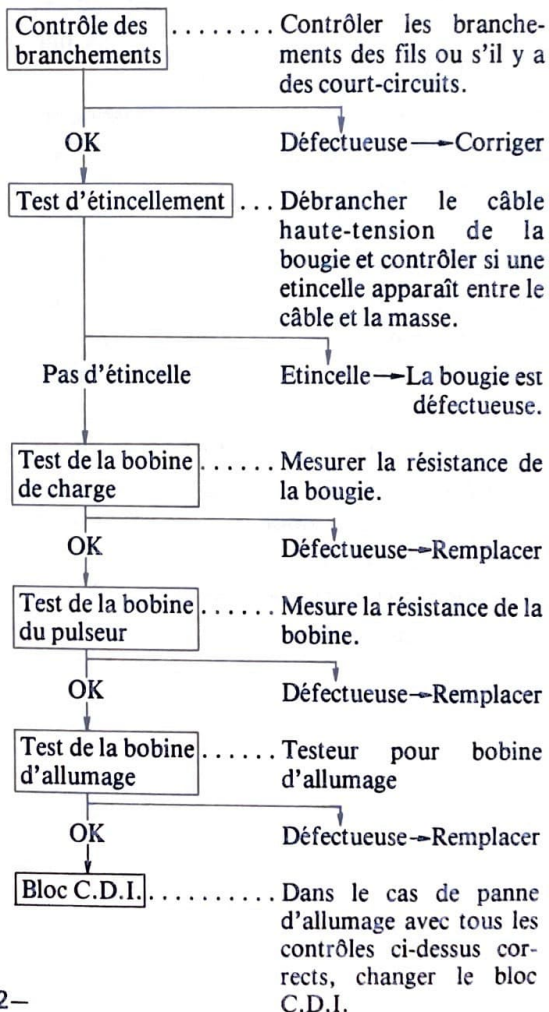 Contrôle des ........ Contrôler les branche-
branchements ments des fils ou s'il y a
des court-circuits.
OK Défectueuse → Corriger
Test d'étincellement ... Débrancher le câble
haute-tension de la
bougie et contrôler si une
etincelle apparaît entre le
câble et la masse.
Pas d'étincelle Etincelle → La bougie est
défectueuse.
Test de la bobine ...... Mesurer la résistance de
de charge la bougie.
OK Défectueuse → Remplacer
Test de la bobine ...... Mesure la résistance de la
du pulseur bobine.
OK Défectueuse → Remplacer
Test de la bobine ...... Testeur pour bobine
d'allumage d'allumage
OK Défectueuse → Remplacer
Bloc C.D.I. .......... Dans le cas de panne
d'allumage avec tous les
contrôles ci-dessus cor-
rects, changer le bloc
2– C.D.I.